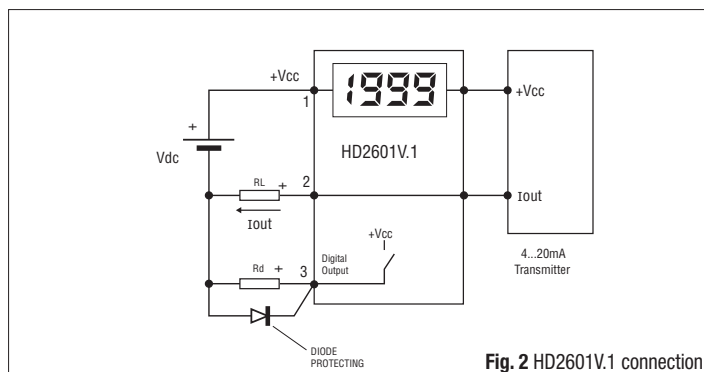 +Vcc
1
1999
+Vcc
+
Vdc
HD2601V.1
RL
+
2
Iout
Iout
+Vcc
4...20mA
Transmitter
Digital
Output
Rd
+
3
DIODE
PROTECTING
Fig. 2 HD2601V.1 connection